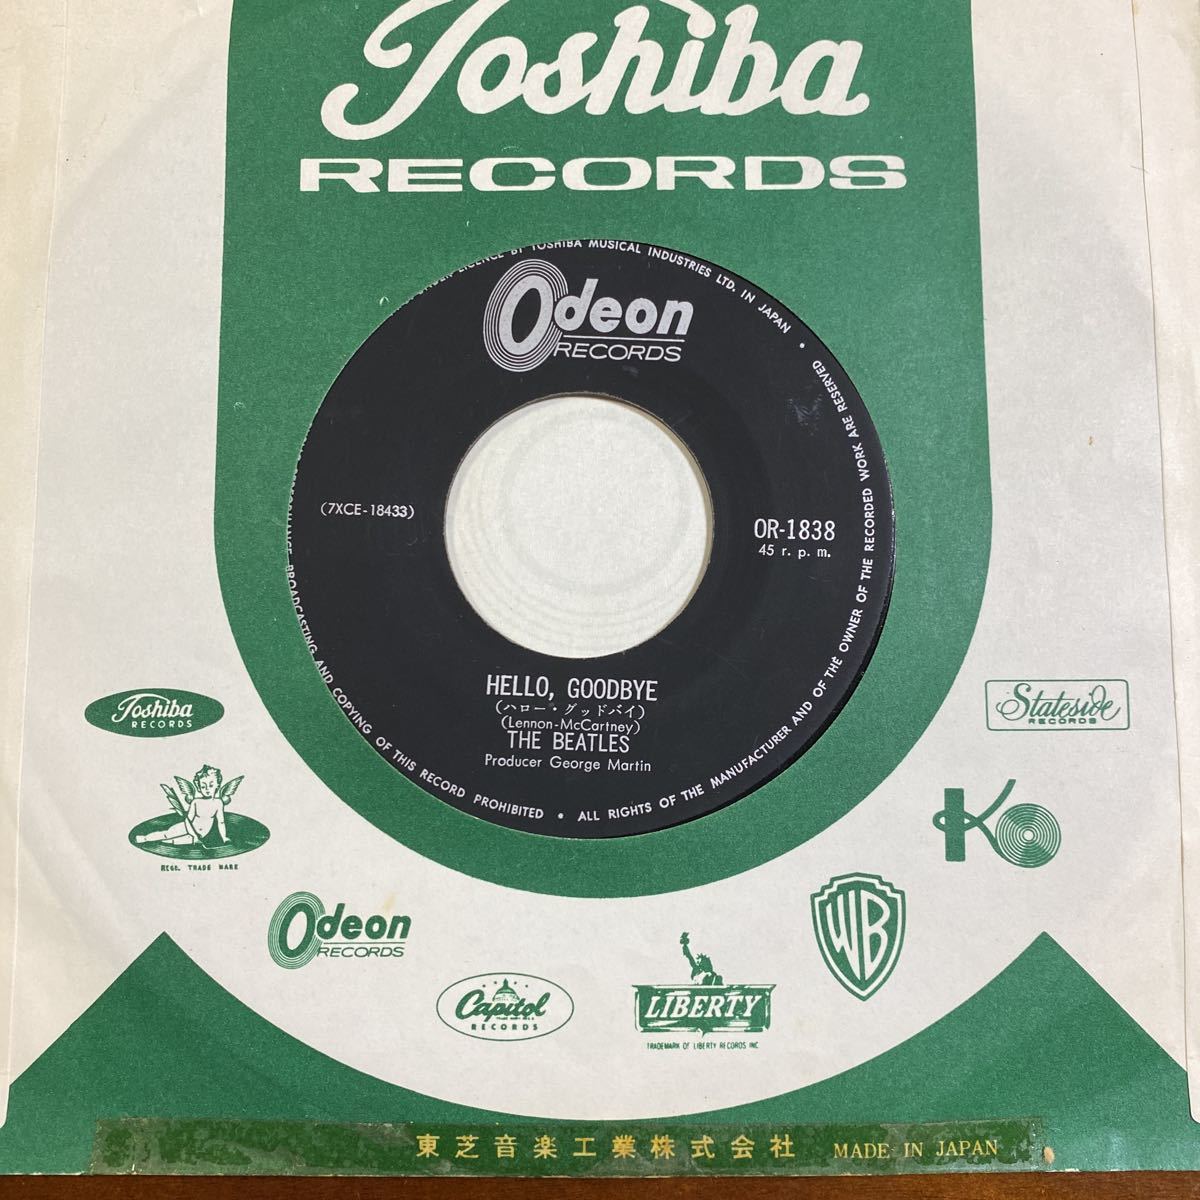 Toshiba
RECORDS
LICENCE BY TOSHIBA MUSICAL INDUSTRIES LTD. IN JAPAN •
Odeon
RECORDS
(7XCE-18433)
OR-1838
45 r. p. m.
HELLO, GOODBYE
(ハロー・グッドバイ)
(Lennon-McCartney)
THE BEATLES
Producer George Martin
BROADCASTING AND COPYING OF THIS RECORD PROHIBITED • ALL RIGHTS OF THE MANUFACTURER AND OF THE OWNER OF THE RECORDED WORK ARE RESERVED
Toshiba
RECORDS
Stateside
RECORDS
REGD. TRADE MARK
Odeon
RECORDS
WB
Capitol
RECORDS
LIBERTY
TRADEMARK OF LIBERTY RECORDS INC
東芝音楽工業株式会社 MADE IN JAPAN